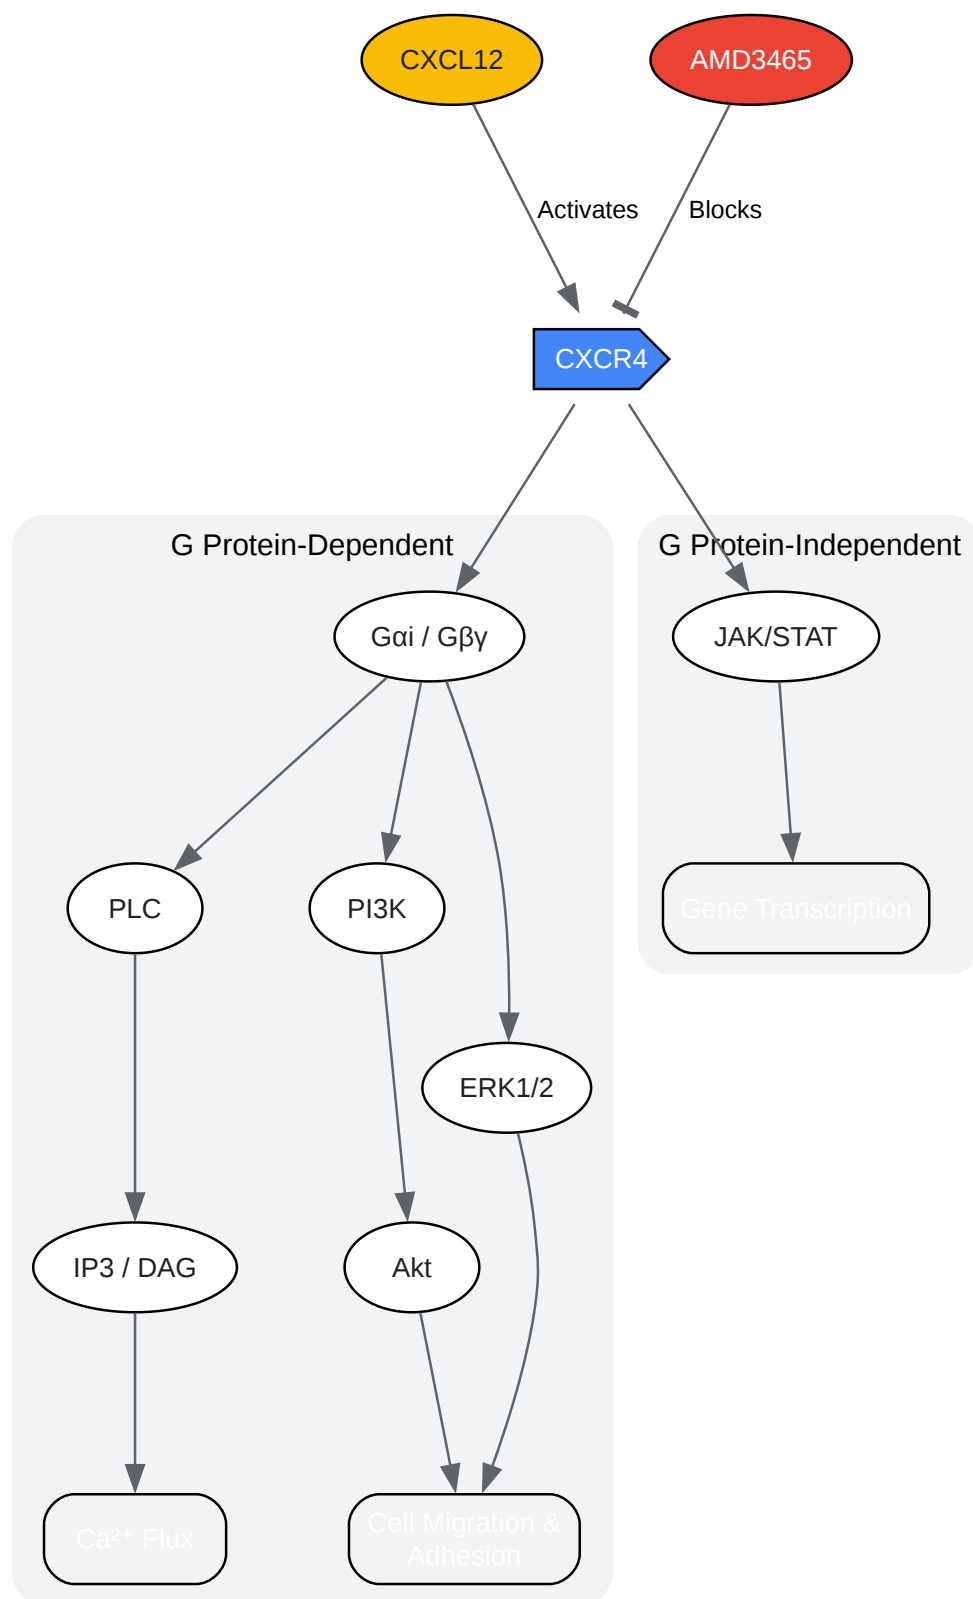 CXCL12
AMD3465
Activates
Blocks
CXCR4
G Protein-Dependent
G Protein-Independent
Gαi / Gβγ
JAK/STAT
PLC
PI3K
Gene Transcription
ERK1/2
IP3 / DAG
Akt
Ca²⁺ Flux
Cell Migration &
Adhesion